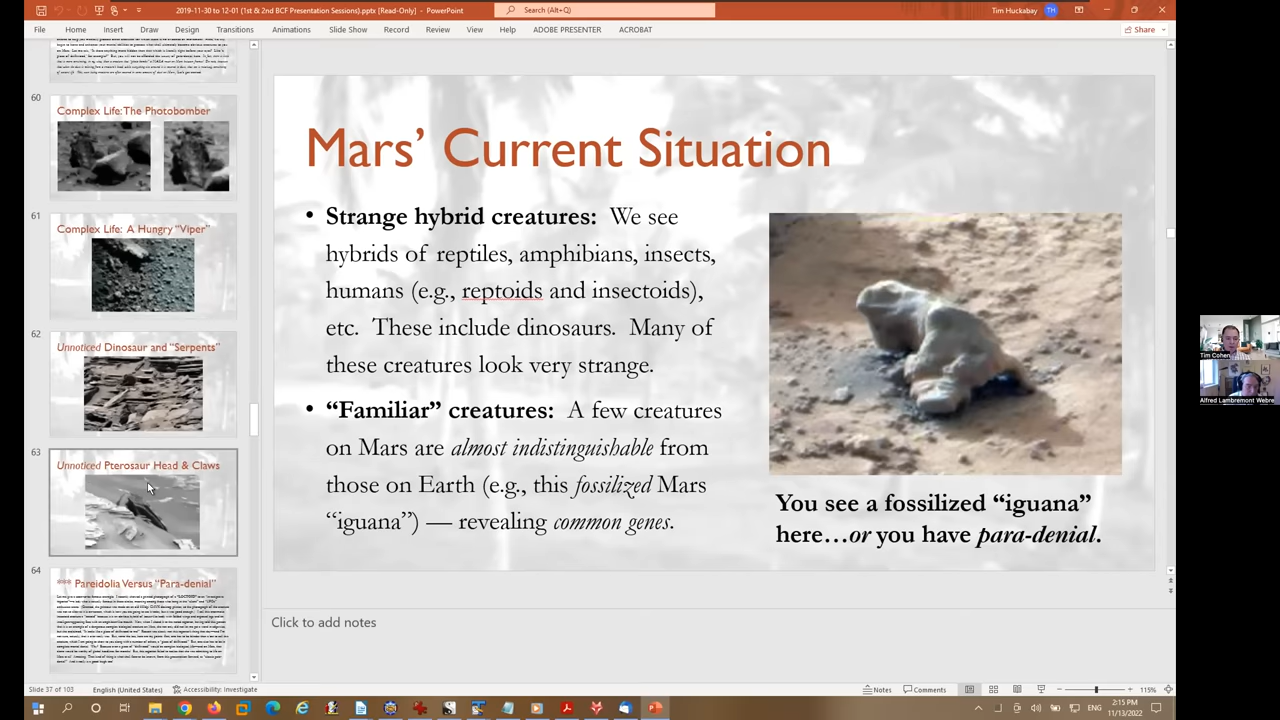 2019-11-30 to 12-01 (1st & 2nd BCF Presentation Sessions).pptx [Read-Only] - PowerPoint
Search (Alt+Q)
Tim Huckabay
TH
File Home Insert Draw Design Transitions Animations Slide Show Record Review View Help ADOBE PRESENTER ACROBAT
Share
60
Complex Life: The Photobomber
61
Complex Life: A Hungry “Viper”
62
Unnoticed Dinosaur and “Serpents”
63
Unnoticed Pterosaur Head & Claws
64
*** Pareidolia Versus “Para-denial”
Mars’ Current Situation
• Strange hybrid creatures: We see
hybrids of reptiles, amphibians, insects,
humans (e.g., reptoids and insectoids),
etc. These include dinosaurs. Many of
these creatures look very strange.
• “Familiar” creatures: A few creatures
on Mars are almost indistinguishable from
those on Earth (e.g., this fossilized Mars
“iguana”) — revealing common genes.
You see a fossilized “iguana”
here…or you have para-denial.
Click to add notes
Tim Cohen
Alfred Lambremont Webre
Slide 37 of 103
English (United States)
Accessibility: Investigate
Notes
Comments
115%
ENG
2:15 PM
11/13/2022